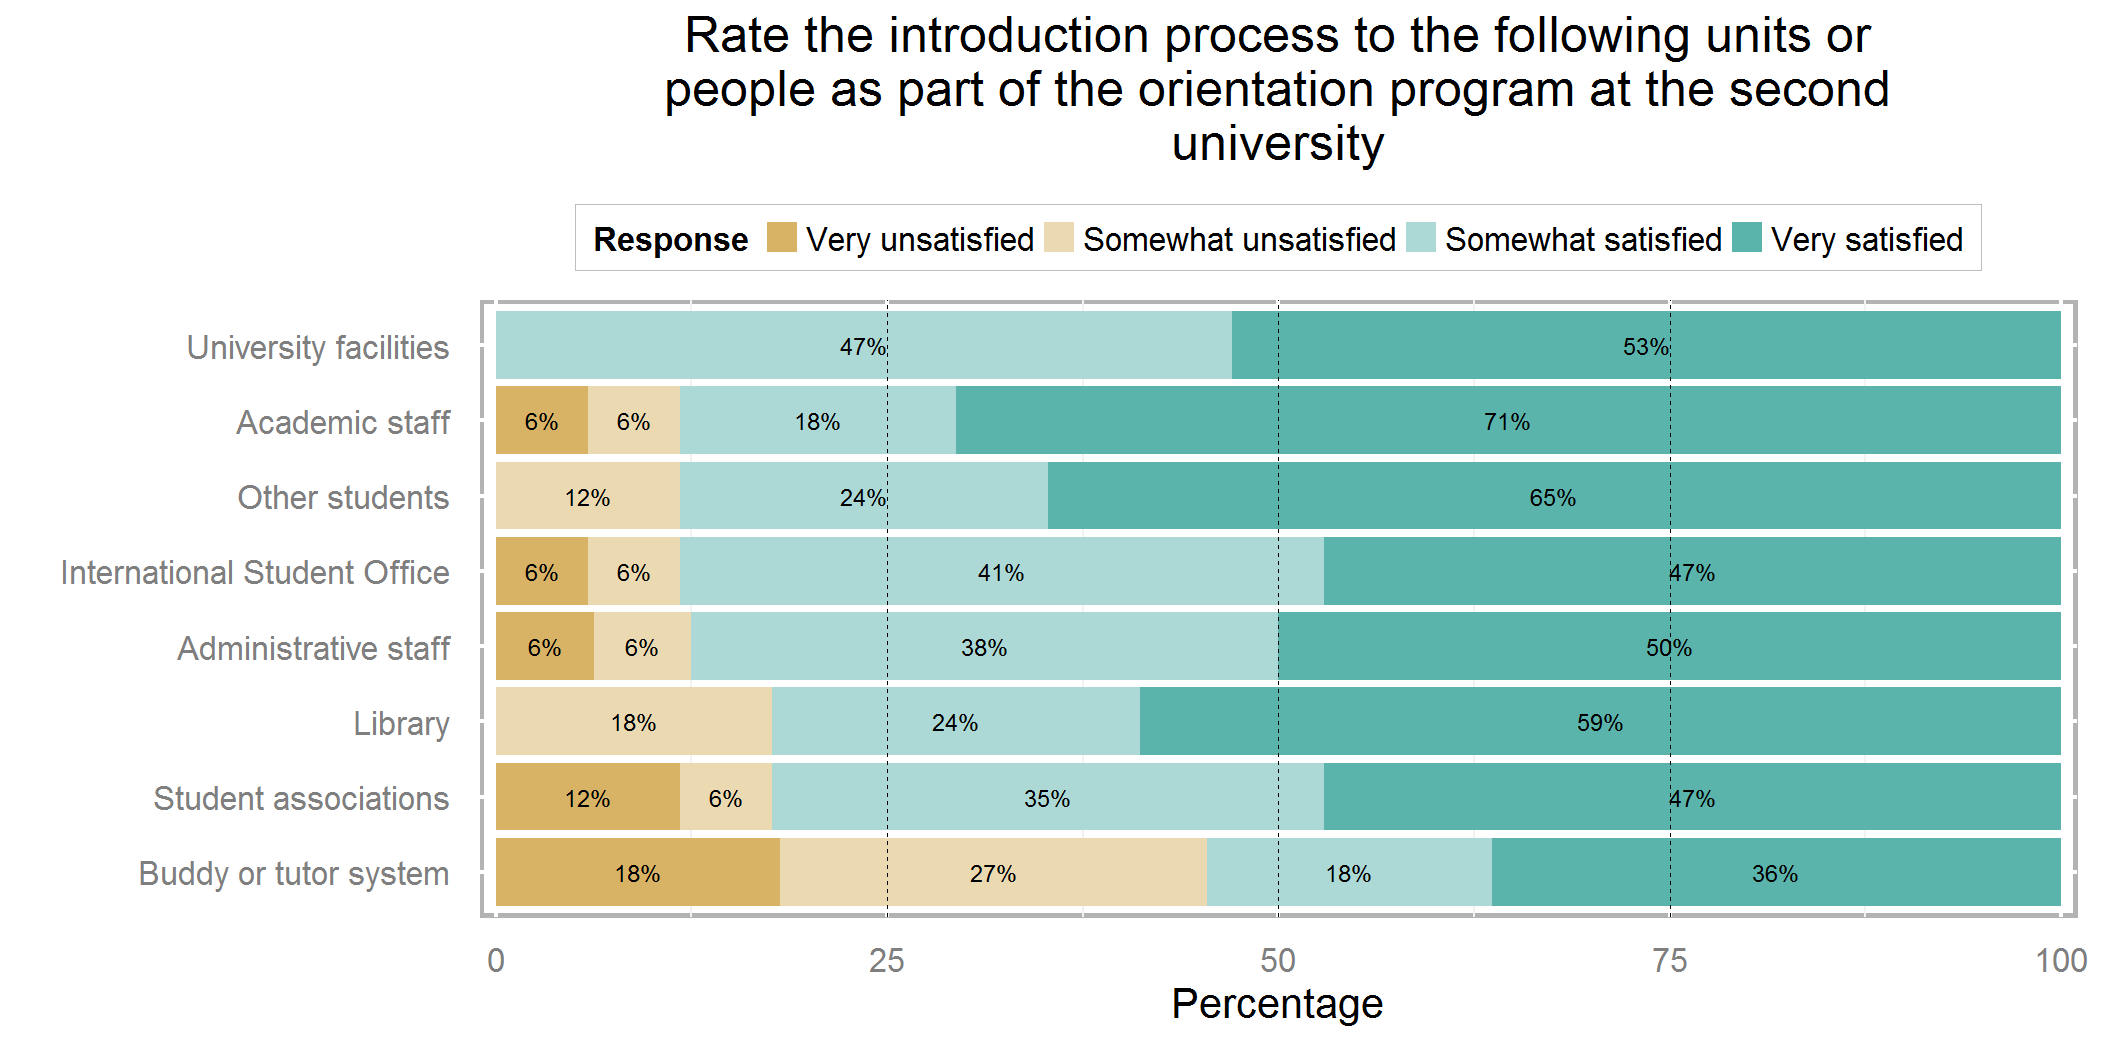 Rate the introduction process to the following units or
people as part of the orientation program at the second
university
Response Very unsatisfied Somewhat unsatisfied Somewhat satisfied Very satisfied
University facilities 47% 53%
Academic staff 6% 6% 18% 71%
Other students 12% 24% 65%
International Student Office 6% 6% 41% 47%
Administrative staff 6% 6% 38% 50%
Library 18% 24% 59%
Student associations 12% 6% 35% 47%
Buddy or tutor system 18% 27% 18% 36%
0 25 50 75 100
Percentage